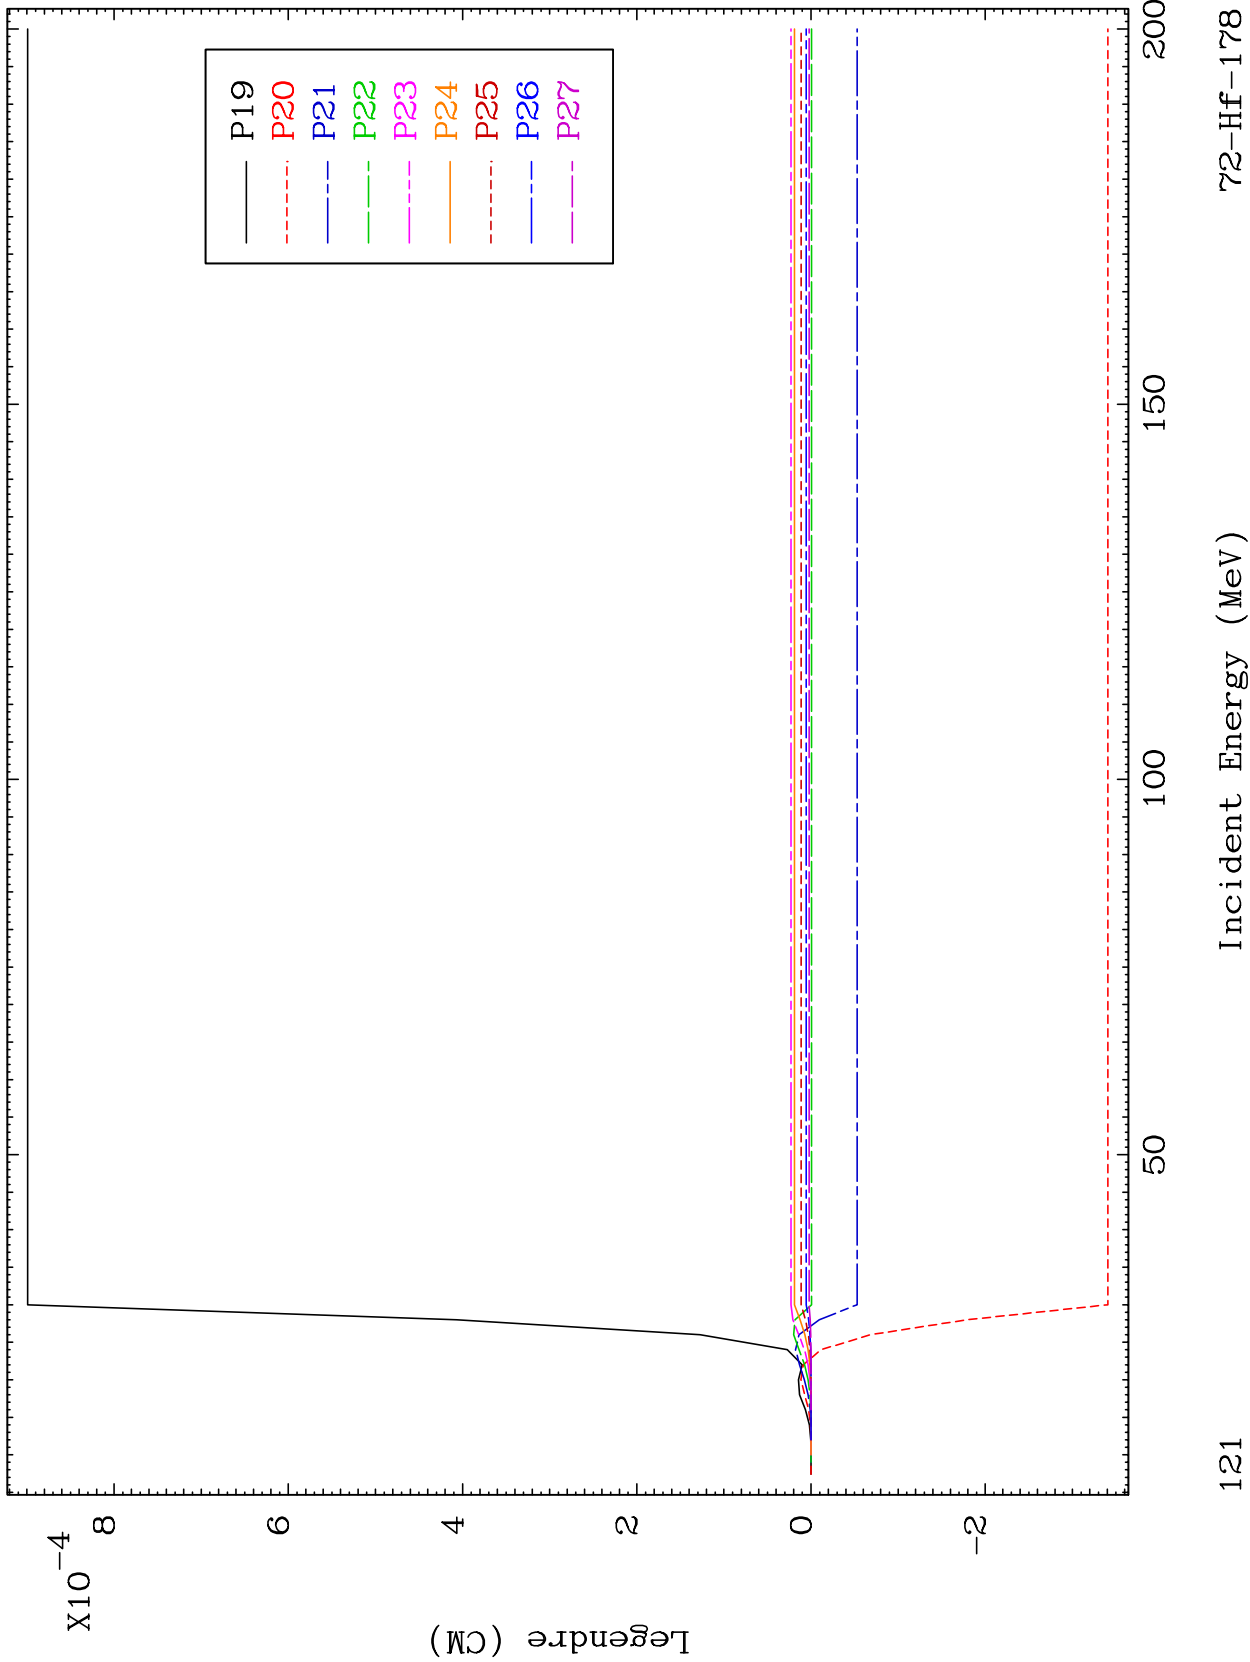 X10⁻⁴
8
6
4
2
0
-2
Legendre (CM)
P19
P20
P21
P22
P23
P24
P25
P26
P27
50
100
150
200
Incident Energy (MeV)
121
72-Hf-178